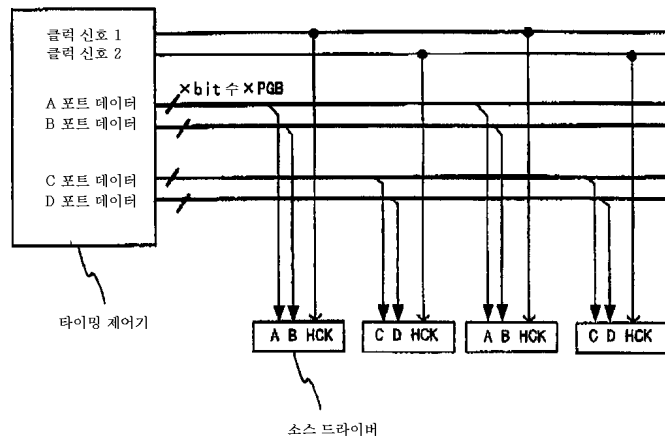 클럭 신호 1
클럭 신호 2
×bit 수 × PGB
A 포트 데이터
B 포트 데이터
C 포트 데이터
D 포트 데이터
타이밍 제어기
A B HCK
C D HCK
A B HCK
C D HCK
소스 드라이버